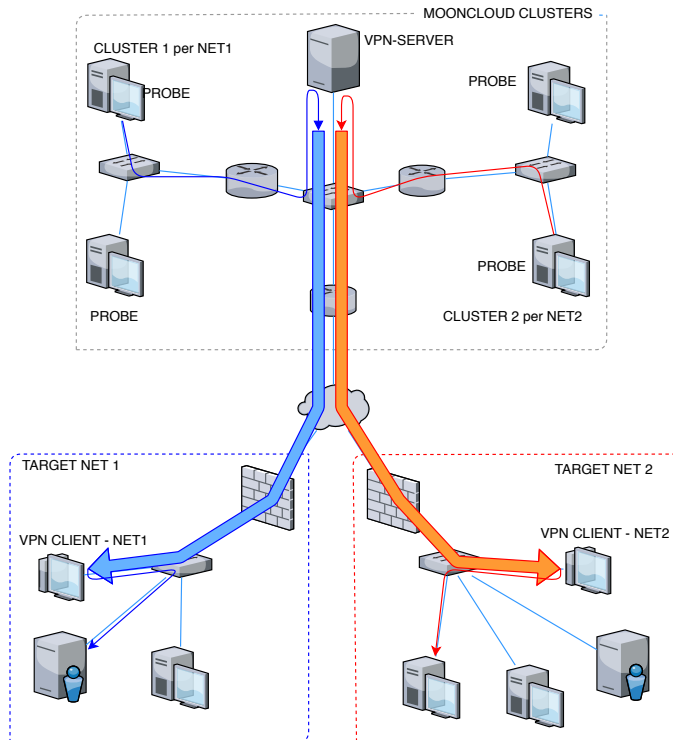 MOONCLOUD CLUSTERS
VPN-SERVER
CLUSTER 1 per NET1
PROBE
PROBE
PROBE
PROBE
CLUSTER 2 per NET2
TARGET NET 1
TARGET NET 2
VPN CLIENT - NET1
VPN CLIENT - NET2